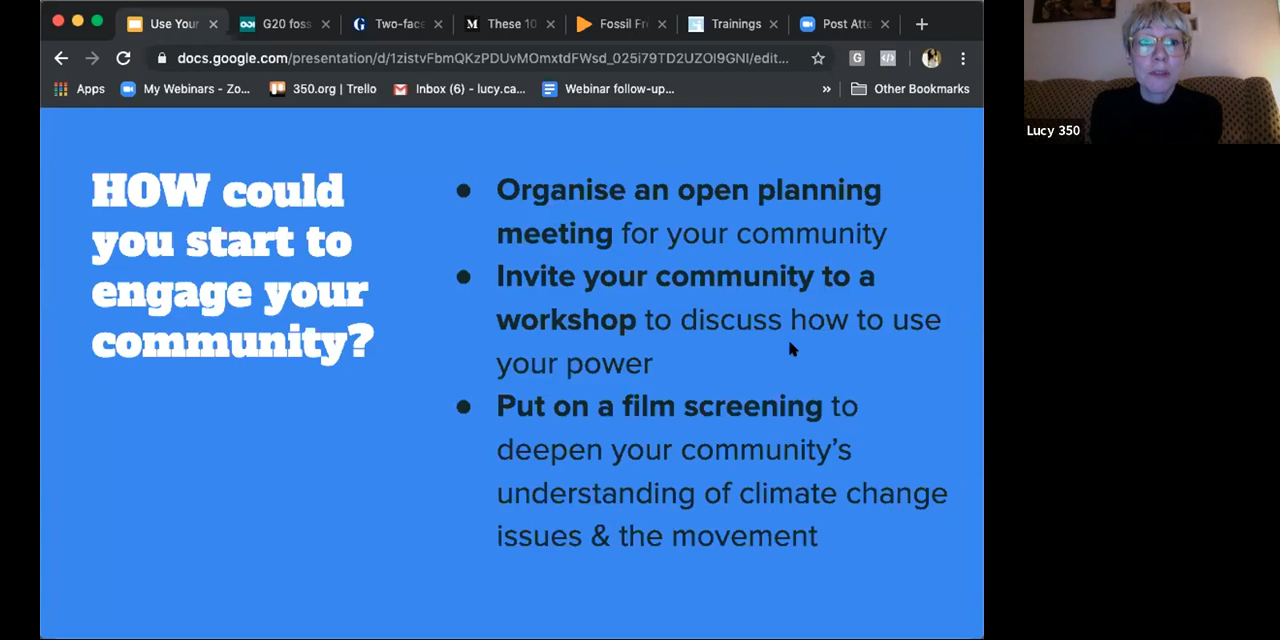 Use Your
G20 foss
Two-face
These 10
Fossil Fr
Trainings
Post Atte
docs.google.com/presentation/d/1zistvFbmQKzPDUvMOmxtdFWsd_025i79TD2UZOl9GNI/edit...
Apps
My Webinars - Zo...
350.org | Trello
Inbox (6) - lucy.ca...
Webinar follow-up...
»
Other Bookmarks
Lucy 350
HOW could
you start to
engage your
community?
● Organise an open planning
meeting for your community
● Invite your community to a
workshop to discuss how to use
your power
● Put on a film screening to
deepen your community’s
understanding of climate change
issues & the movement